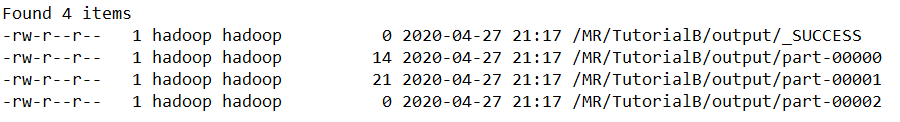 Found 4 items
-rw-r--r--   1 hadoop hadoop          0 2020-04-27 21:17 /MR/TutorialB/output/_SUCCESS
-rw-r--r--   1 hadoop hadoop         14 2020-04-27 21:17 /MR/TutorialB/output/part-00000
-rw-r--r--   1 hadoop hadoop         21 2020-04-27 21:17 /MR/TutorialB/output/part-00001
-rw-r--r--   1 hadoop hadoop          0 2020-04-27 21:17 /MR/TutorialB/output/part-00002